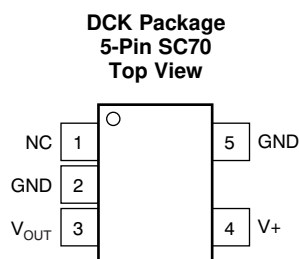 DCK Package
5-Pin SC70
Top View
NC 1 5 GND
GND 2
VOUT 3 4 V+